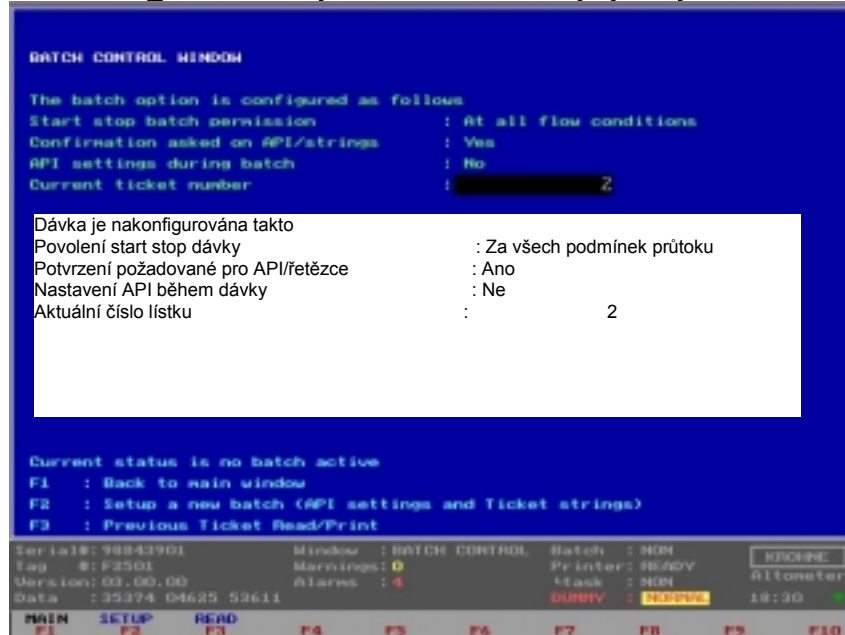 BATCH CONTROL WINDOW
The batch option is configured as follows
Start stop batch permission : At all flow conditions
Confirmation asked on API/strings : Yes
API settings during batch : No
Current ticket number : 2
Dávka je nakonfigurována takto
Povolení start stop dávky : Za všech podmínek průtoku
Potvrzení požadované pro API/řetězce : Ano
Nastavení API během dávky : Ne
Aktuální číslo lístku : 2
Current status is no batch active
F1 : Back to main window
F2 : Setup a new batch (API settings and Ticket strings)
F3 : Previous Ticket Read/Print
Serial#: 98843901 Window : BATCH CONTROL Batch : NON KROHNE
Tag #: F2501 Warnings: 0 Printer: READY Altometer
Version: 03.00.00 Alarms : 4 task : NON
Data : 35374 04625 53611 DUMMY : NORMAL 18:30
MAIN SETUP READ
F1 F2 F3 F4 F5 F6 F7 F8 F9 F10